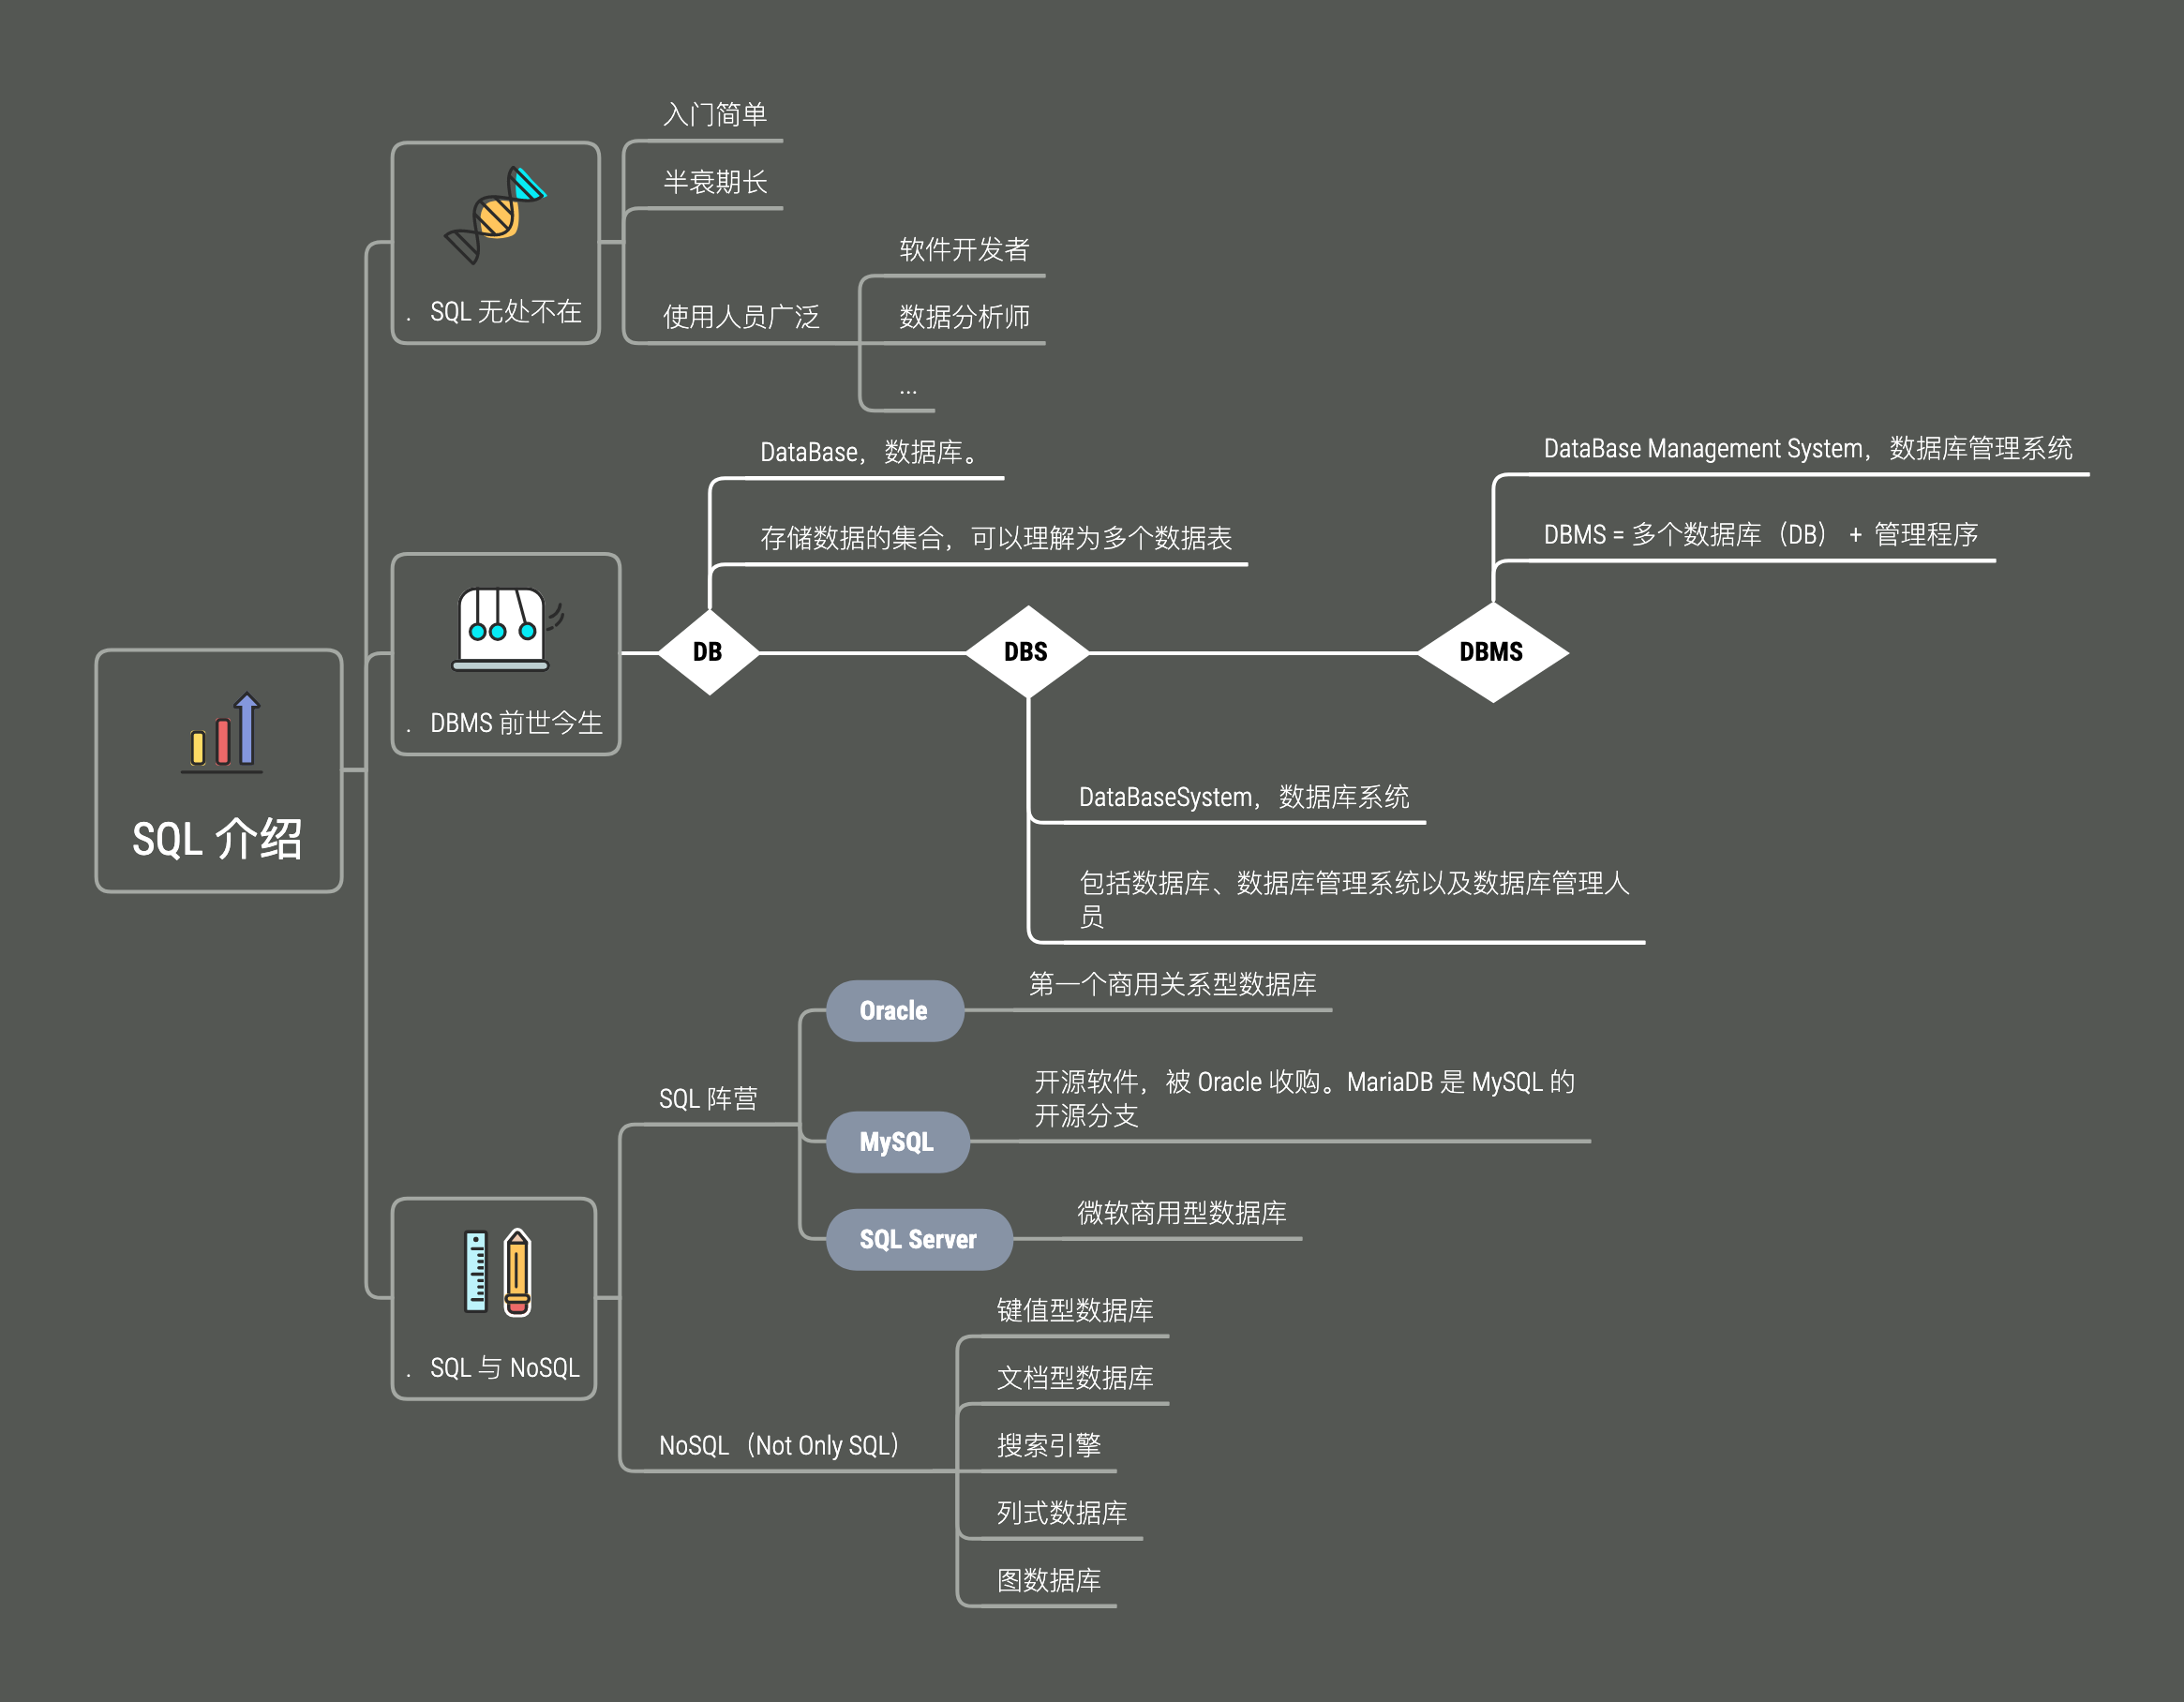 SQL 介绍
. SQL 无处不在
入门简单
半衰期长
使用人员广泛
软件开发者
数据分析师
...
. DBMS 前世今生
DB
DataBase，数据库。
存储数据的集合，可以理解为多个数据表
DBS
DataBaseSystem，数据库系统
包括数据库、数据库管理系统以及数据库管理人
员
DBMS
DataBase Management System，数据库管理系统
DBMS = 多个数据库（DB） + 管理程序
. SQL 与 NoSQL
SQL 阵营
Oracle
第一个商用关系型数据库
MySQL
开源软件，被 Oracle 收购。MariaDB 是 MySQL 的
开源分支
SQL Server
微软商用型数据库
NoSQL（Not Only SQL）
键值型数据库
文档型数据库
搜索引擎
列式数据库
图数据库